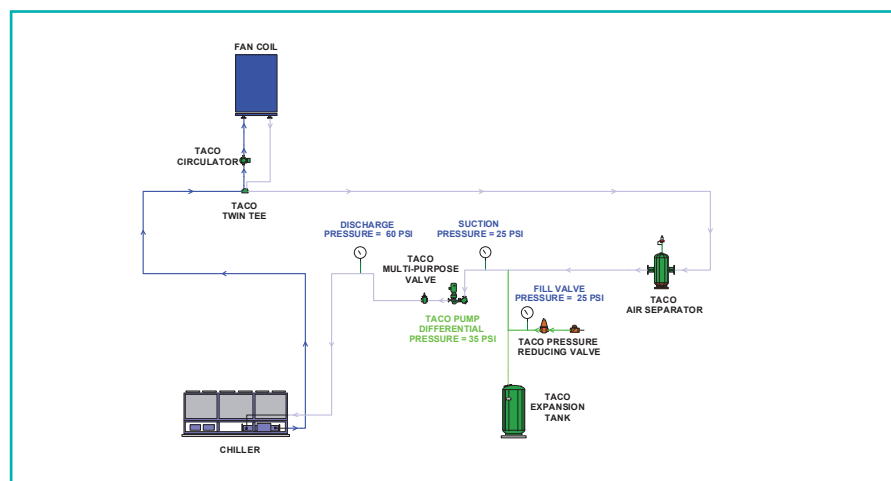 FAN COIL
TACO
CIRCULATOR
TACO
TWIN TEE
DISCHARGE
PRESSURE = 60 PSI
SUCTION
PRESSURE = 25 PSI
TACO
MULTI-PURPOSE
VALVE
FILL VALVE
PRESSURE = 25 PSI
TACO
AIR SEPARATOR
TACO PUMP
DIFFERENTIAL
PRESSURE = 35 PSI
TACO PRESSURE
REDUCING VALVE
TACO
EXPANSION
TANK
CHILLER